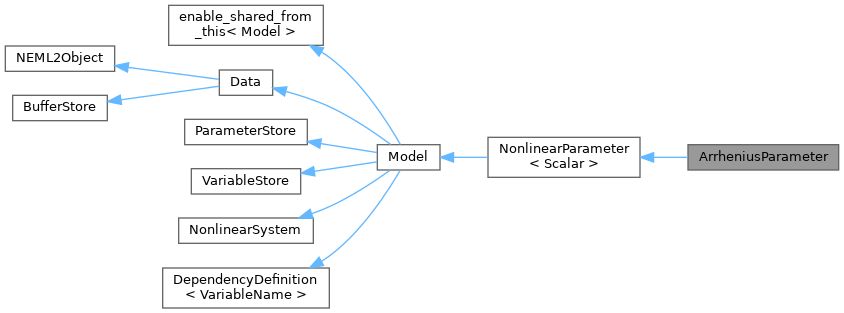 enable_shared_from
_this< Model >
NEML2Object
Data
BufferStore
ParameterStore
Model
NonlinearParameter
< Scalar >
ArrheniusParameter
VariableStore
NonlinearSystem
DependencyDefinition
< VariableName >